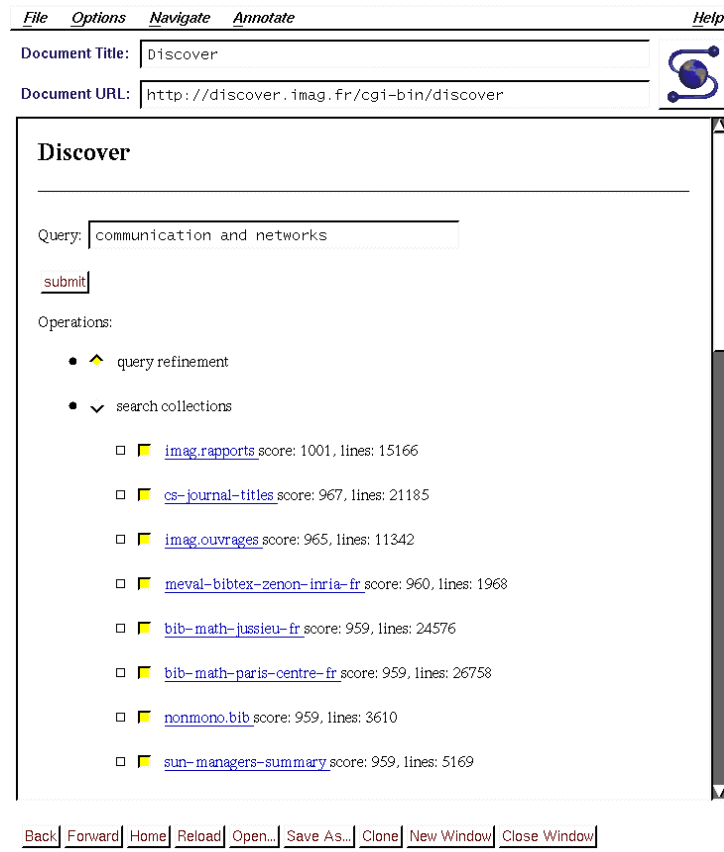 File Options Navigate Annotate Help
Document Title: Discover
Document URL: http://discover.imag.fr/cgi-bin/discover
Discover
Query: communication and networks
submit
Operations:
query refinement
search collections
imag.rapports score: 1001, lines: 15166
cs-journal-titles score: 967, lines: 21185
imag.ouvrages score: 965, lines: 11342
meval-bibtex-zenon-inria-fr score: 960, lines: 1968
bib-math-jussieu-fr score: 959, lines: 24576
bib-math-paris-centre-fr score: 959, lines: 26758
nonmono.bib score: 959, lines: 3610
sun-managers-summary score: 959, lines: 5169
Back Forward Home Reload Open... Save As... Clone New Window Close Window